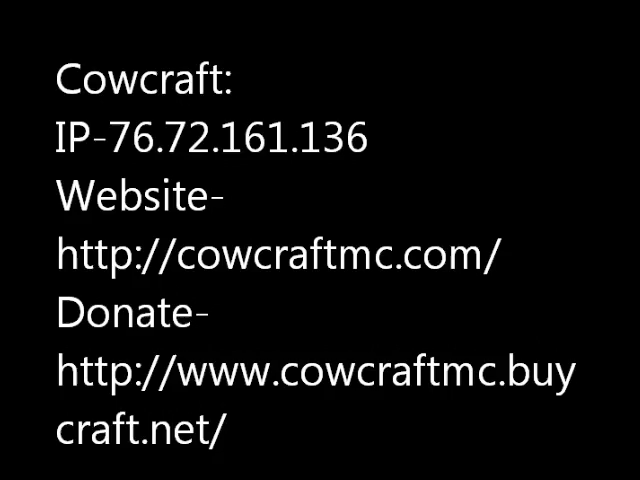 Cowcraft:
IP-76.72.161.136
Website-
http://cowcraftmc.com/
Donate-
http://www.cowcraftmc.buy
craft.net/